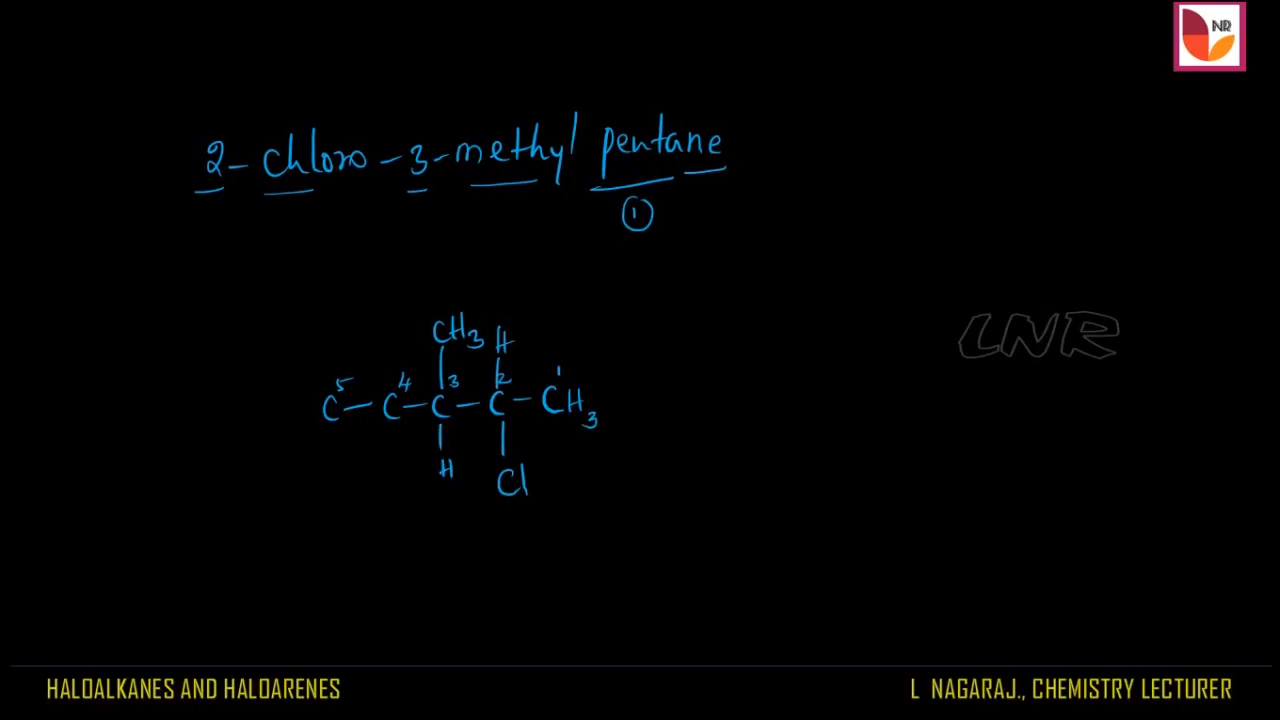 NR
2-chloro-3-methyl pentane
1
CH3 H
5 4 3 2 1
C-C-C-C-CH3
H
Cl
LNR
HALOALKANES AND HALOARENES
L NAGARAJ., CHEMISTRY LECTURER